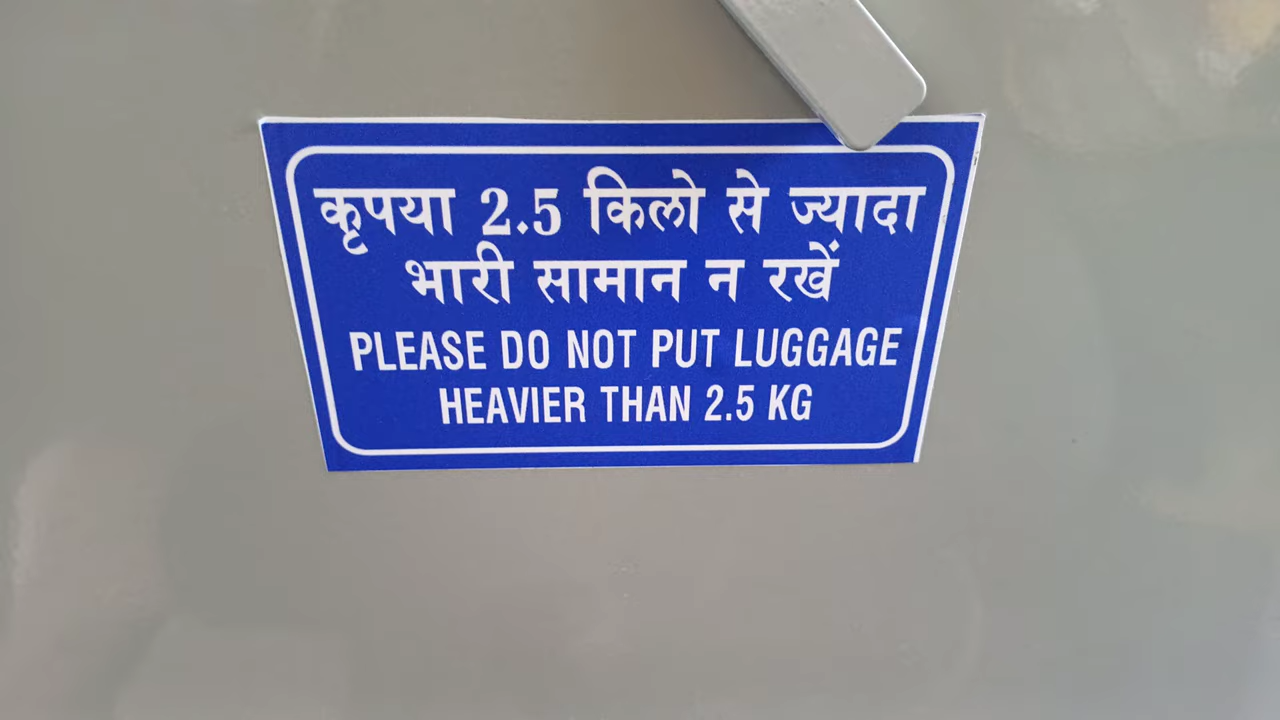 कृपया 2.5 किलो से ज्यादा
भारी सामान न रखें
PLEASE DO NOT PUT LUGGAGE
HEAVIER THAN 2.5 KG